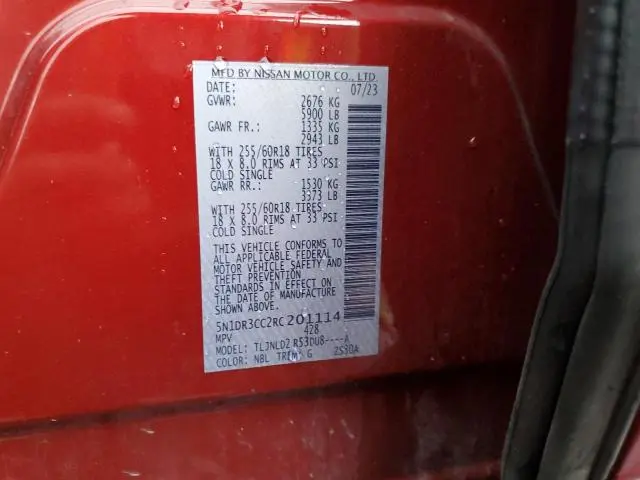 MFD BY NISSAN MOTOR CO., LTD.
DATE: 07/23
GVWR: 2676 KG
5900 LB
GAWR FR.: 1335 KG
2943 LB
WITH 255/60R18 TIRES
18 X 8.0 RIMS AT 33 PSI
COLD SINGLE
GAWR RR.: 1530 KG
3373 LB
WITH 255/60R18 TIRES
18 X 8.0 RIMS AT 33 PSI
COLD SINGLE
THIS VEHICLE CONFORMS TO
ALL APPLICABLE FEDERAL
MOTOR VEHICLE SAFETY AND
THEFT PREVENTION
STANDARDS IN EFFECT ON
THE DATE OF MANUFACTURE
SHOWN ABOVE.
5N1DR3CC2RC201114
MPV 428
MODEL: TLJNLD2 R53DU8----A
COLOR: NBL TRIM: G 2S30A